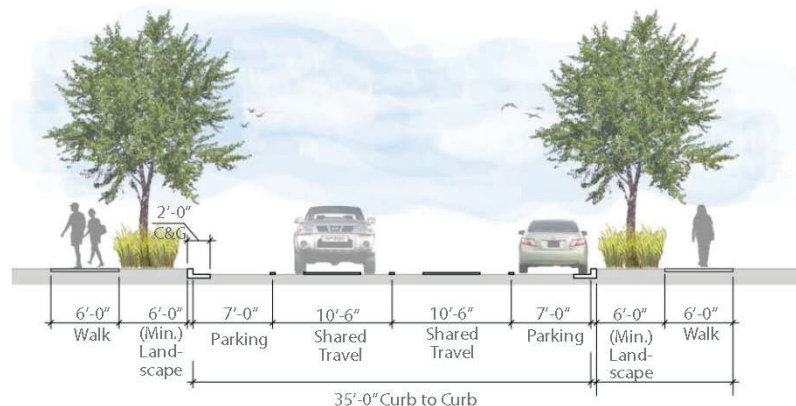 2'-0"
C&G
6'-0"
Walk
6'-0"
(Min.)
Land-
scape
7'-0"
Parking
10'-6"
Shared
Travel
10'-6"
Shared
Travel
7'-0"
Parking
6'-0"
(Min.)
Land-
scape
6'-0"
Walk
35'-0" Curb to Curb